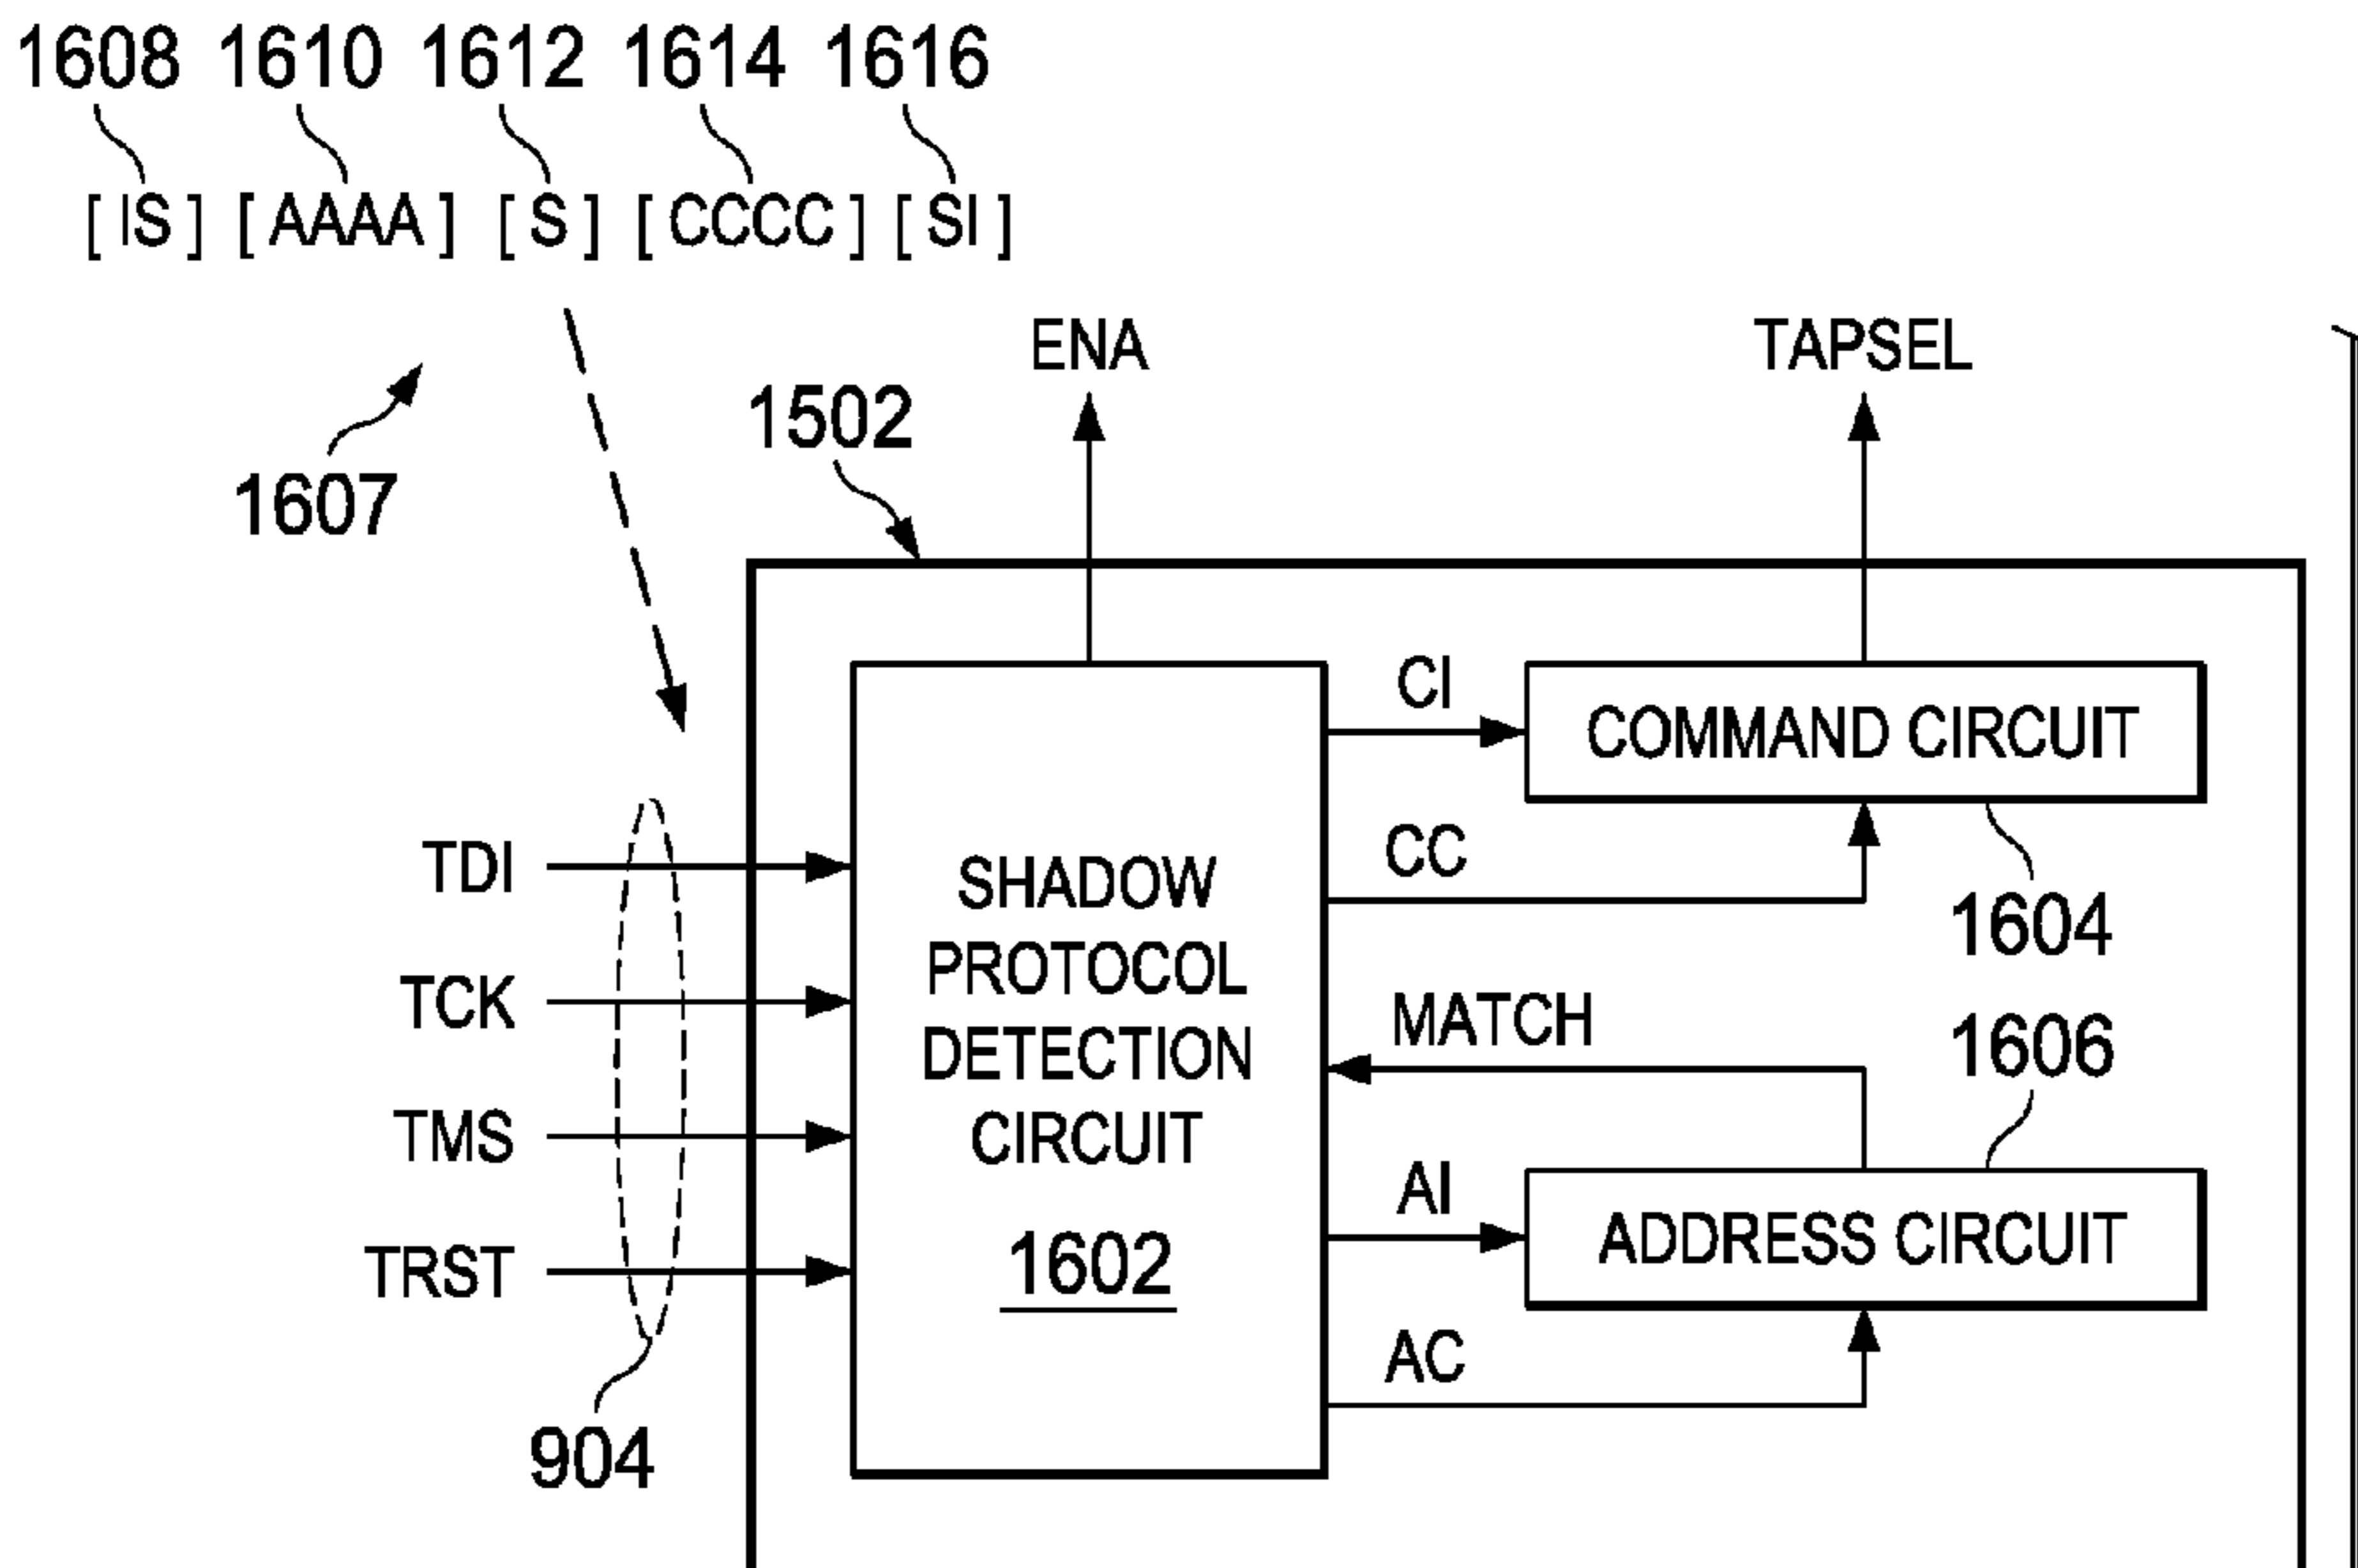 1608 1610 1612 1614 1616
[ IS ] [ AAAA ] [ S ] [ CCCC ] [ SI ]
ENA
TAPSEL
1502
1607
CI
COMMAND CIRCUIT
TDI
CC
SHADOW
PROTOCOL
DETECTION
CIRCUIT
1602
1604
TCK
MATCH
1606
TMS
AI
ADDRESS CIRCUIT
TRST
AC
904